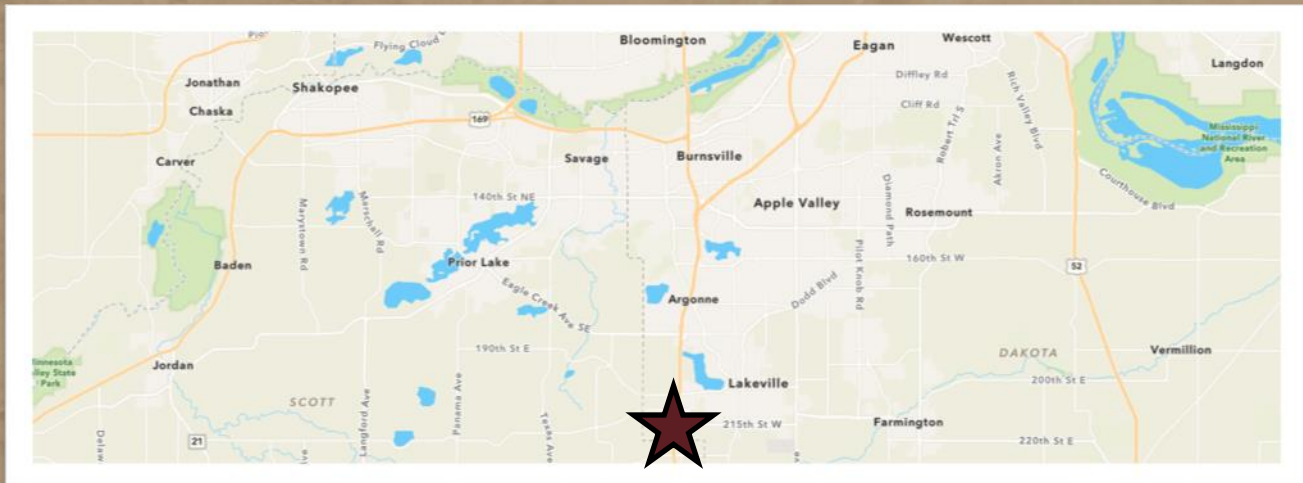 Bloomington
Eagan
Wescott
Flying Cloud
Langdon
Jonathan
Shakopee
Diffley Rd
Chaska
Cliff Rd
Rich Valley Blvd
169
Robert Trl S
Akron Ave
Mississippi
National River
and Recreation
Area
Carver
Savage
Burnsville
Courthouse Blvd
140th St NE
Marschall Rd
Marystown Rd
Apple Valley
Diamond Path
Rosemount
Baden
Prior Lake
Pilot Knob Rd
160th St W
52
Eagle Creek Ave SE
Argonne
Dodd Blvd
190th St E
DAKOTA
Vermillion
Jordan
Park
Lakeville
200th St E
SCOTT
Langford Ave
Panama Ave
Texas Ave
215th St W
Farmington
21
220th St E